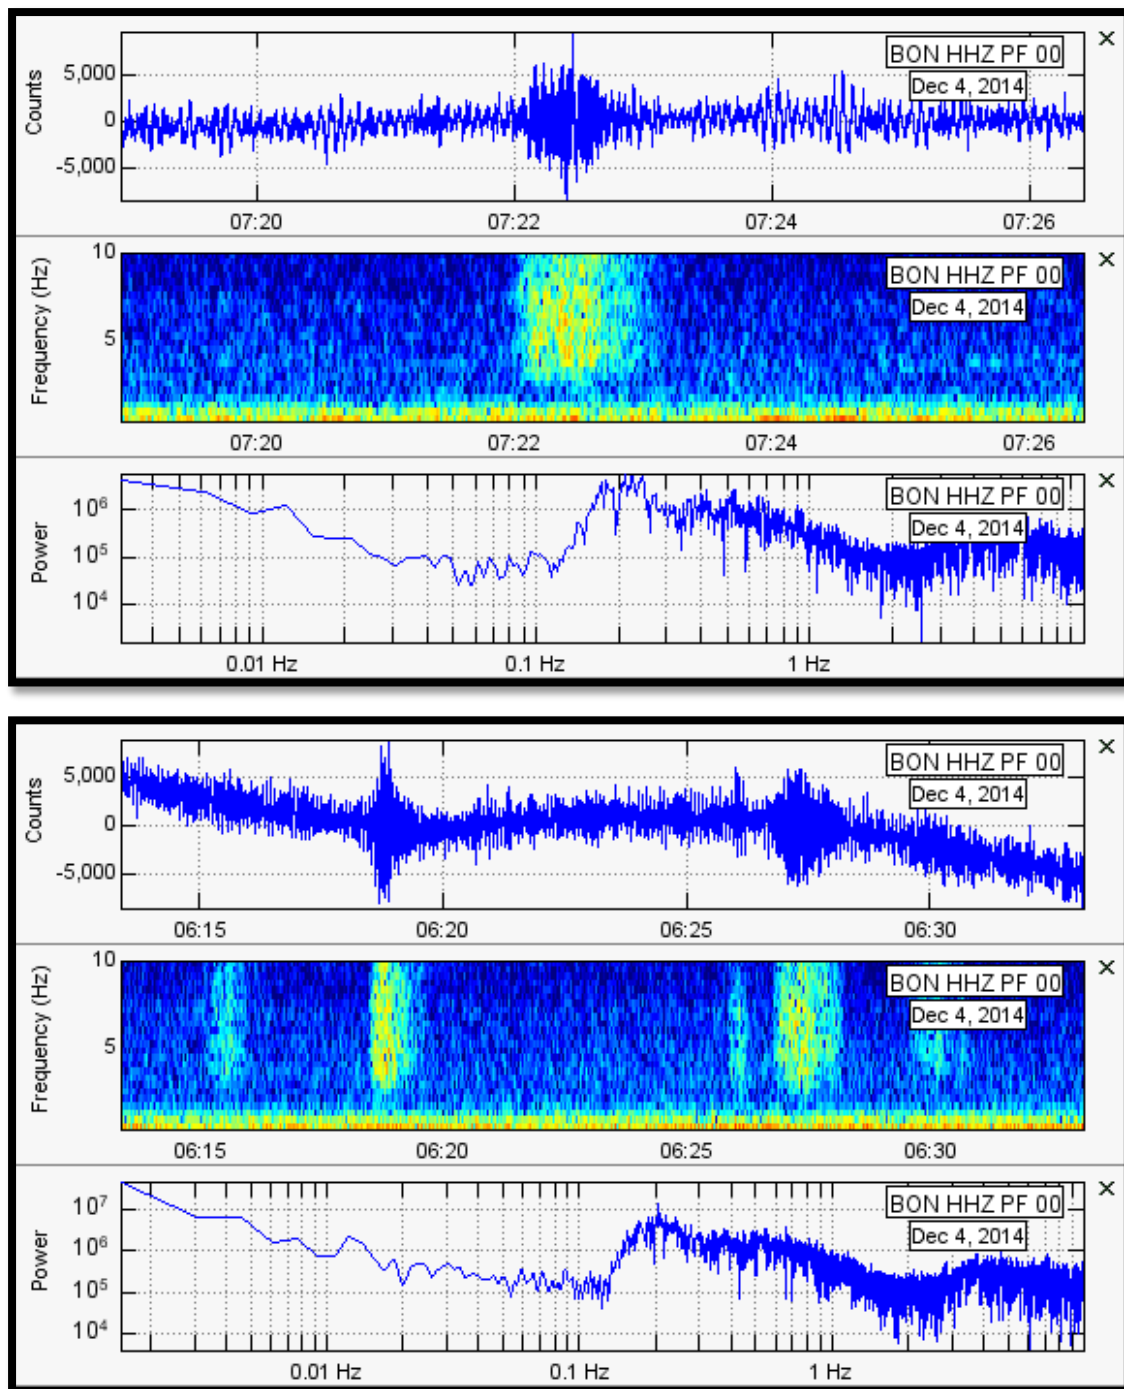 Counts
5,000
0
-5,000
BON HHZ PF 00
Dec 4, 2014
07:20 07:22 07:24 07:26
Frequency (Hz)
10
5
BON HHZ PF 00
Dec 4, 2014
07:20 07:22 07:24 07:26
Power
10⁶
10⁵
10⁴
BON HHZ PF 00
Dec 4, 2014
0.01 Hz 0.1 Hz 1 Hz
Counts
5,000
0
-5,000
BON HHZ PF 00
Dec 4, 2014
06:15 06:20 06:25 06:30
Frequency (Hz)
10
5
BON HHZ PF 00
Dec 4, 2014
06:15 06:20 06:25 06:30
Power
10⁷
10⁶
10⁵
10⁴
BON HHZ PF 00
Dec 4, 2014
0.01 Hz 0.1 Hz 1 Hz